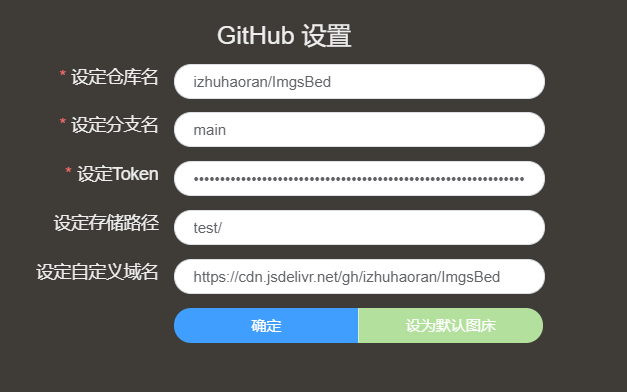 GitHub 设置
* 设定仓库名
izhuhaoran/ImgsBed
* 设定分支名
main
* 设定Token
设定存储路径
test/
设定自定义域名
https://cdn.jsdelivr.net/gh/izhuhaoran/ImgsBed
确定
设为默认图床